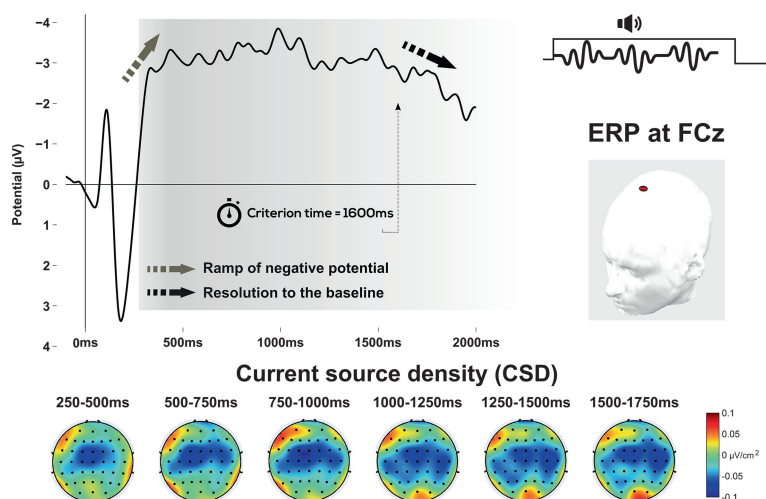 -4
-3
-2
-1
0
1
2
3
4
Potential (µV)
Criterion time = 1600ms
Ramp of negative potential
Resolution to the baseline
0ms 500ms 1000ms 1500ms 2000ms
ERP at FCz
Current source density (CSD)
250-500ms 500-750ms 750-1000ms 1000-1250ms 1250-1500ms 1500-1750ms
0.1
0.05
0 µV/cm²
-0.05
-0.1